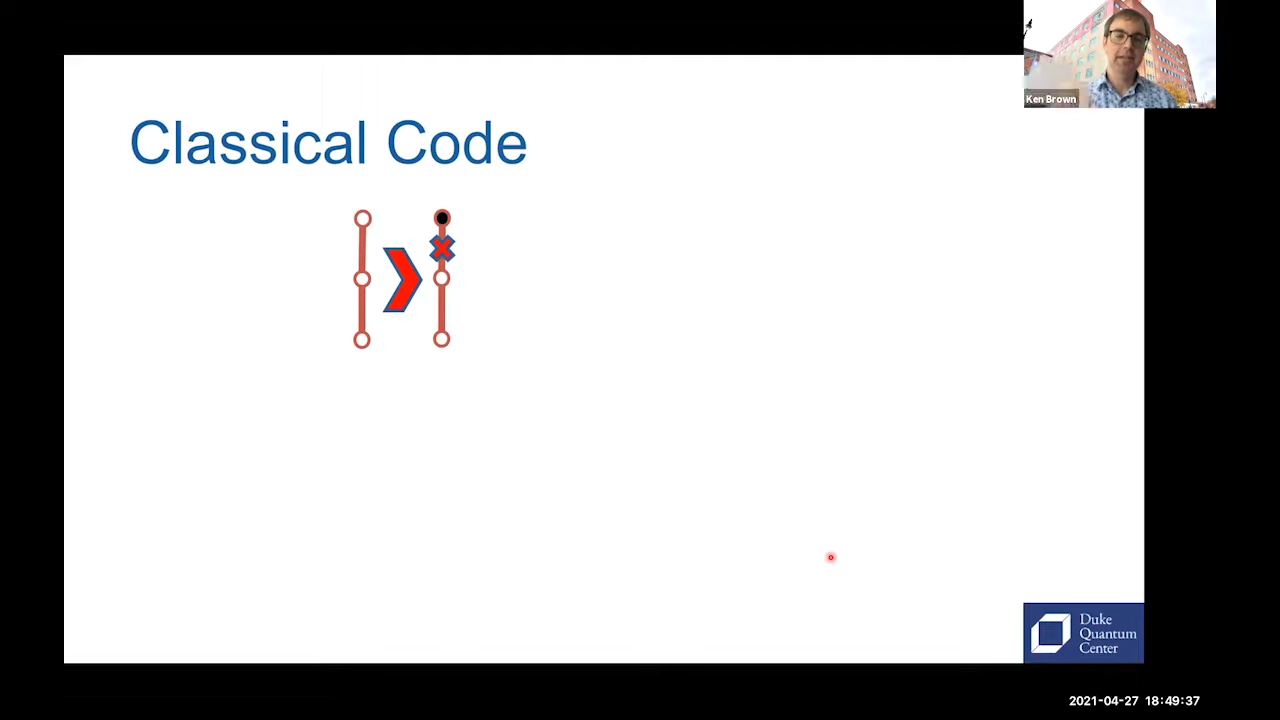 Ken Brown
Classical Code
Duke
Quantum
Center
2021-04-27 18:49:37